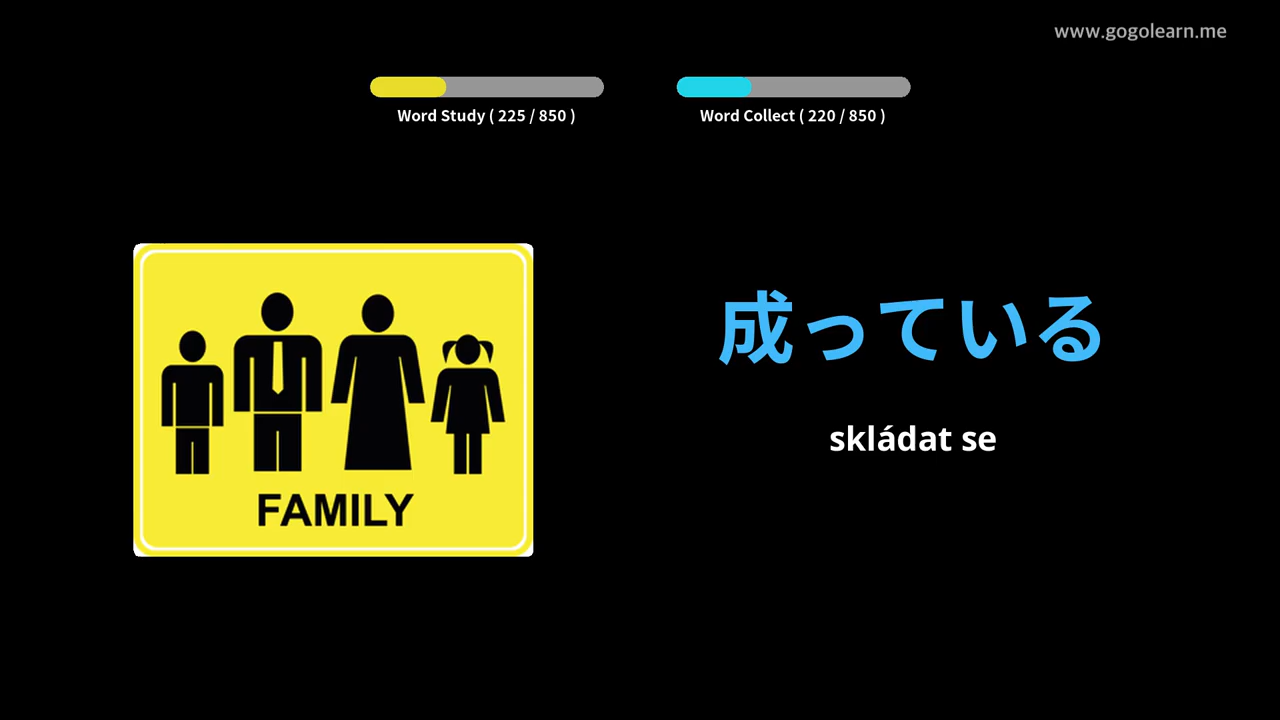 www.gogolearn.me
Word Study ( 225 / 850 )
Word Collect ( 220 / 850 )
成っている
skládat se
FAMILY